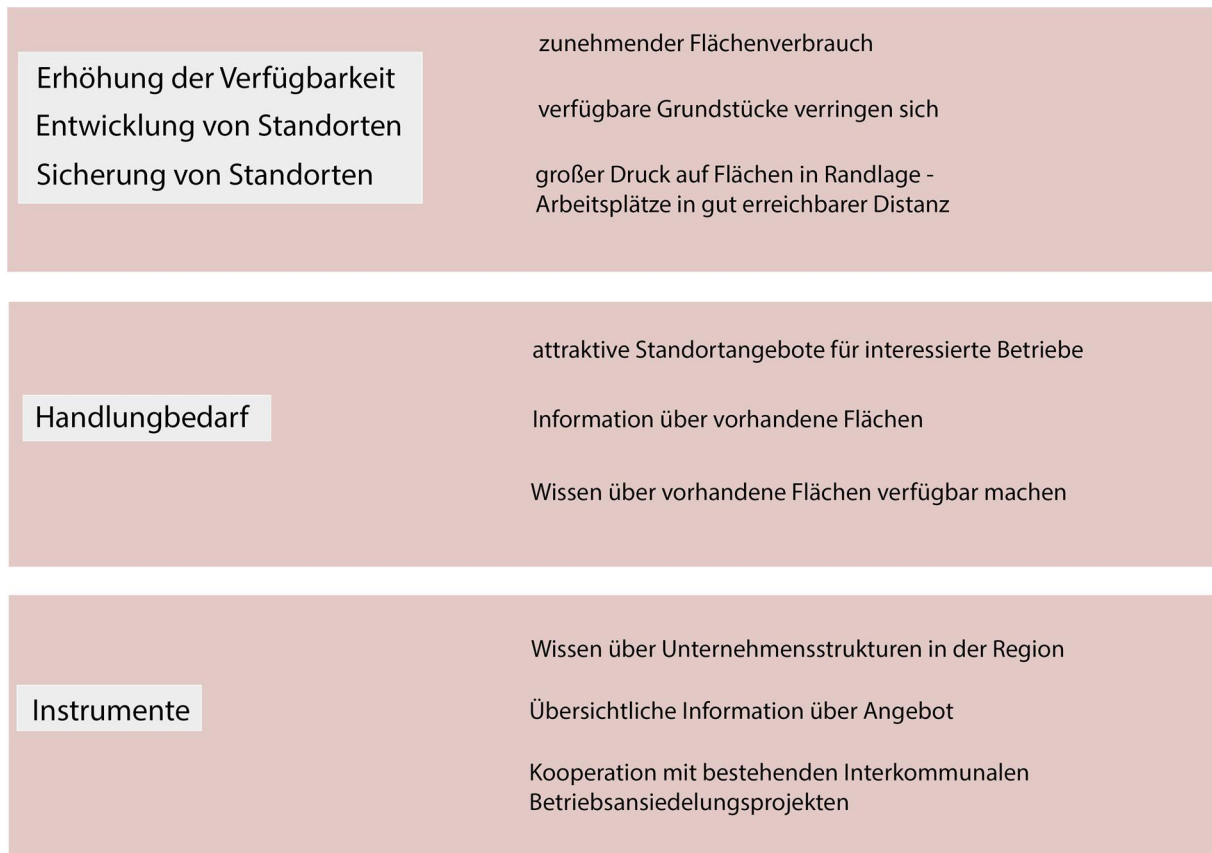 Erhöhung der Verfügbarkeit
Entwicklung von Standorten
Sicherung von Standorten
zunehmender Flächenverbrauch
verfügbare Grundstücke verringen sich
großer Druck auf Flächen in Randlage -
Arbeitsplätze in gut erreichbarer Distanz
Handlungbedarf
attraktive Standortangebote für interessierte Betriebe
Information über vorhandene Flächen
Wissen über vorhandene Flächen verfügbar machen
Instrumente
Wissen über Unternehmensstrukturen in der Region
Übersichtliche Information über Angebot
Kooperation mit bestehenden Interkommunalen
Betriebsansiedelungsprojekten